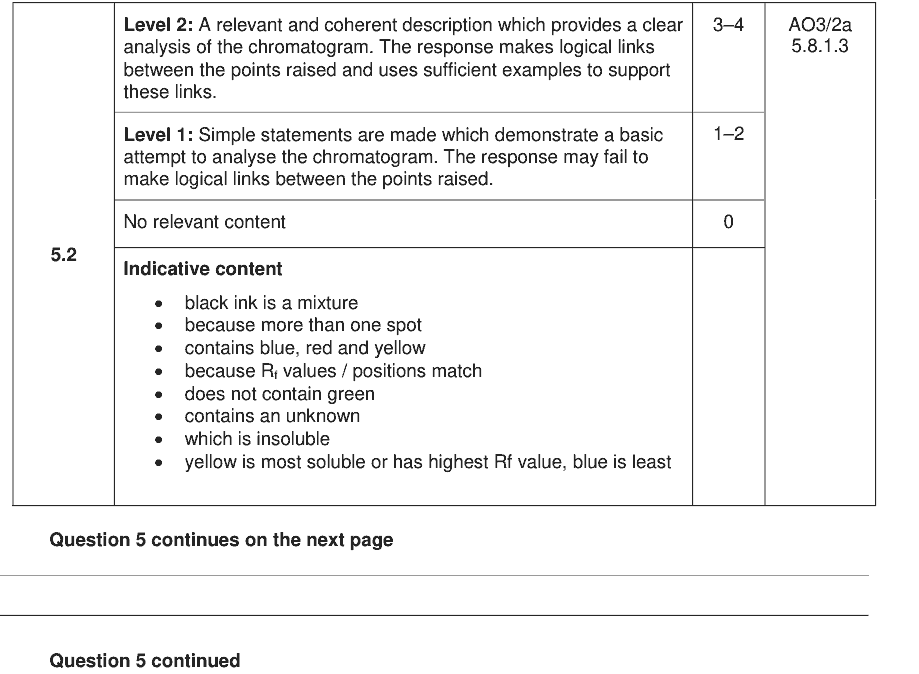 Level 2: A relevant and coherent description which provides a clear
analysis of the chromatogram. The response makes logical links
between the points raised and uses sufficient examples to support
these links.
3–4
AO3/2a
5.8.1.3
Level 1: Simple statements are made which demonstrate a basic
attempt to analyse the chromatogram. The response may fail to
make logical links between the points raised.
1–2
No relevant content
0
5.2
Indicative content
• black ink is a mixture
• because more than one spot
• contains blue, red and yellow
• because Rf values / positions match
• does not contain green
• contains an unknown
• which is insoluble
• yellow is most soluble or has highest Rf value, blue is least
Question 5 continues on the next page
Question 5 continued